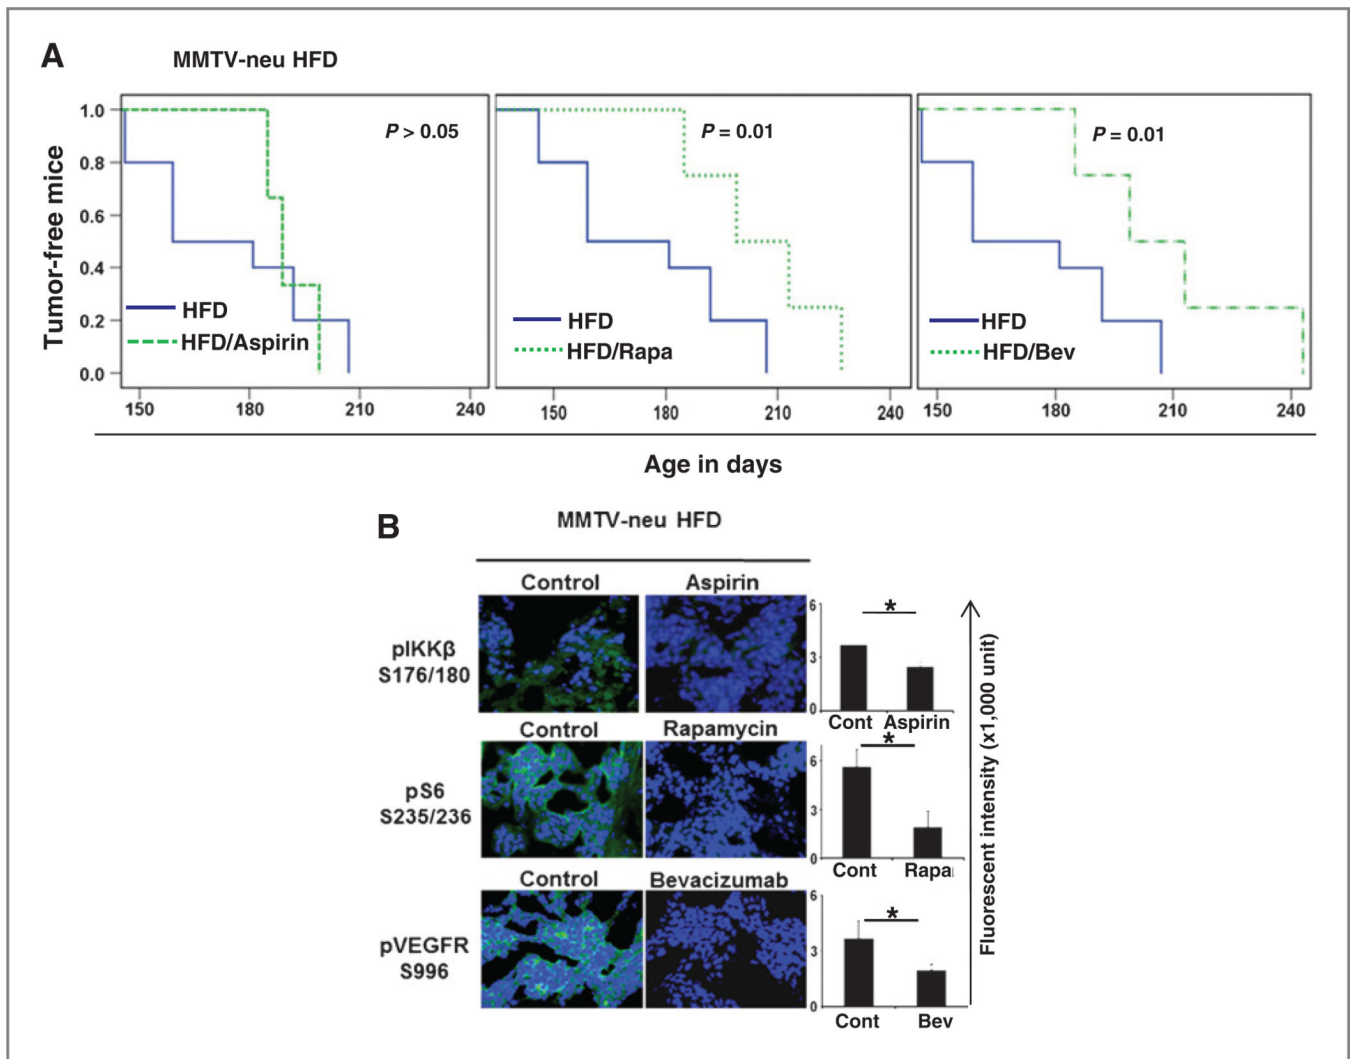 A
MMTV-neu HFD
Tumor-free mice
1.0
0.8
0.6
0.4
0.2
0.0
P > 0.05
HFD
HFD/Aspirin
150 180 210 240
P = 0.01
HFD
HFD/Rapa
150 180 210 240
P = 0.01
HFD
HFD/Bev
150 180 210 240
Age in days
B
MMTV-neu HFD
Control Aspirin
pIKKβ
S176/180
6
3
0
*
Cont Aspirin
Control Rapamycin
pS6
S235/236
6
3
0
*
Cont Rapa
Control Bevacizumab
pVEGFR
S996
6
3
0
*
Cont Bev
Fluorescent intensity (x1,000 unit)